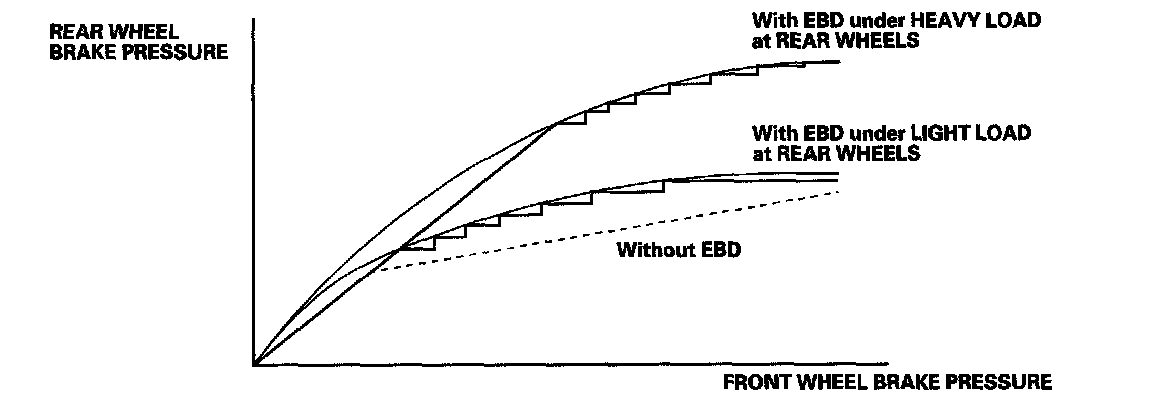 REAR WHEEL
BRAKE PRESSURE
With EBD under HEAVY LOAD
at REAR WHEELS
With EBD under LIGHT LOAD
at REAR WHEELS
Without EBD
FRONT WHEEL BRAKE PRESSURE